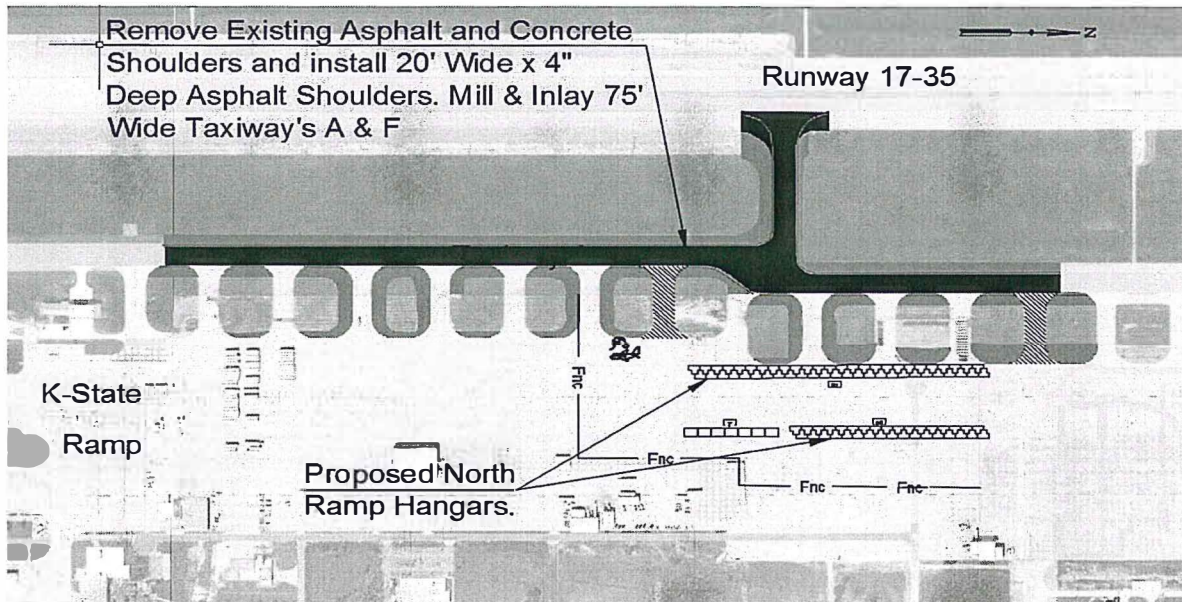 Remove Existing Asphalt and Concrete
Shoulders and install 20' Wide x 4"
Deep Asphalt Shoulders. Mill & Inlay 75'
Wide Taxiway's A & F
N
Runway 17-35
K-State
Ramp
Fnc
Fnc
Fnc
Fnc
Proposed North
Ramp Hangars.